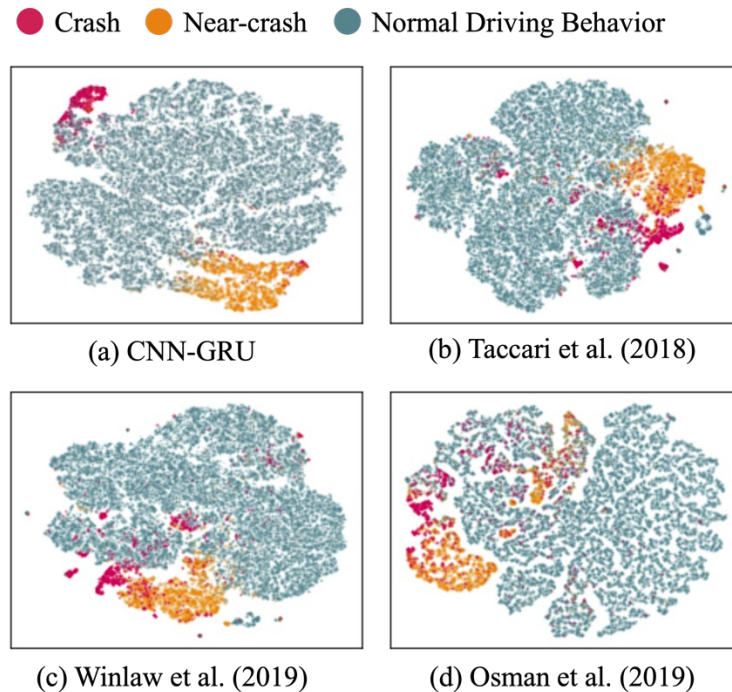 Crash Near-crash Normal Driving Behavior
(a) CNN-GRU
(b) Taccari et al. (2018)
(c) Winlaw et al. (2019)
(d) Osman et al. (2019)